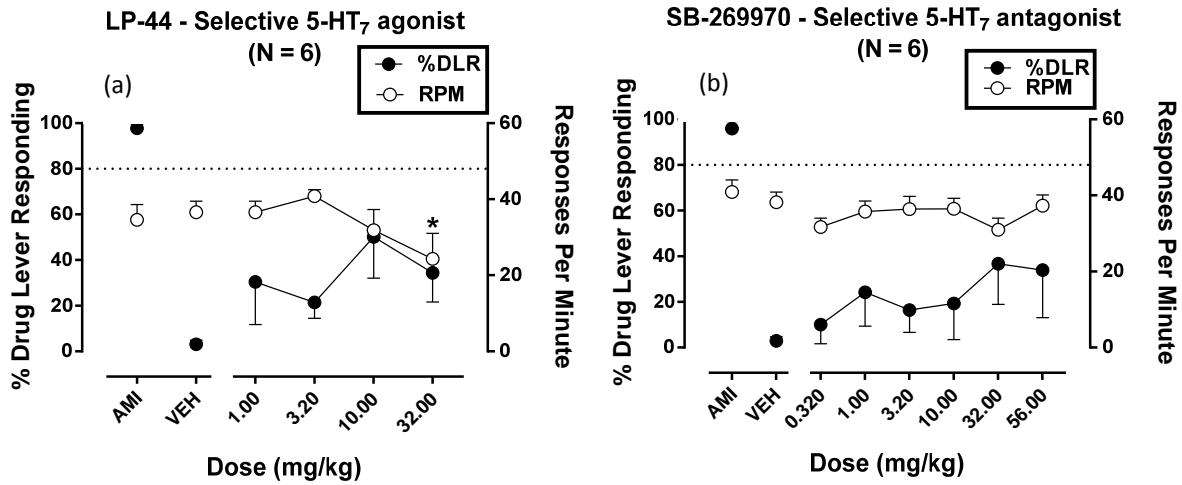 LP-44 - Selective 5-HT₇ agonist
(N = 6)
%DLR
RPM
(a)
% Drug Lever Responding
100
80
60
40
20
0
Responses Per Minute
60
40
20
0
*
AMI
VEH
1.00
3.20
10.00
32.00
Dose (mg/kg)
SB-269970 - Selective 5-HT₇ antagonist
(N = 6)
%DLR
RPM
(b)
% Drug Lever Responding
100
80
60
40
20
0
Responses Per Minute
60
40
20
0
AMI
VEH
0.320
1.00
3.20
10.00
32.00
56.00
Dose (mg/kg)